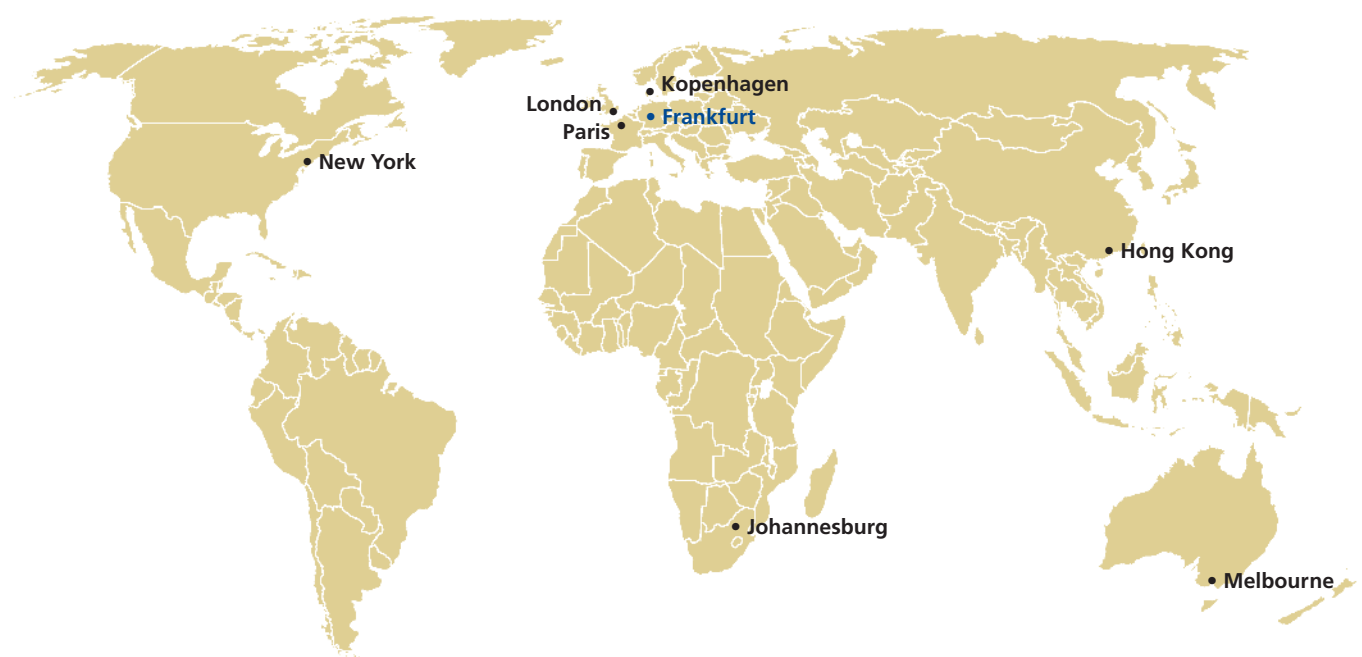 Kopenhagen
London
Frankfurt
Paris
New York
Hong Kong
Johannesburg
Melbourne